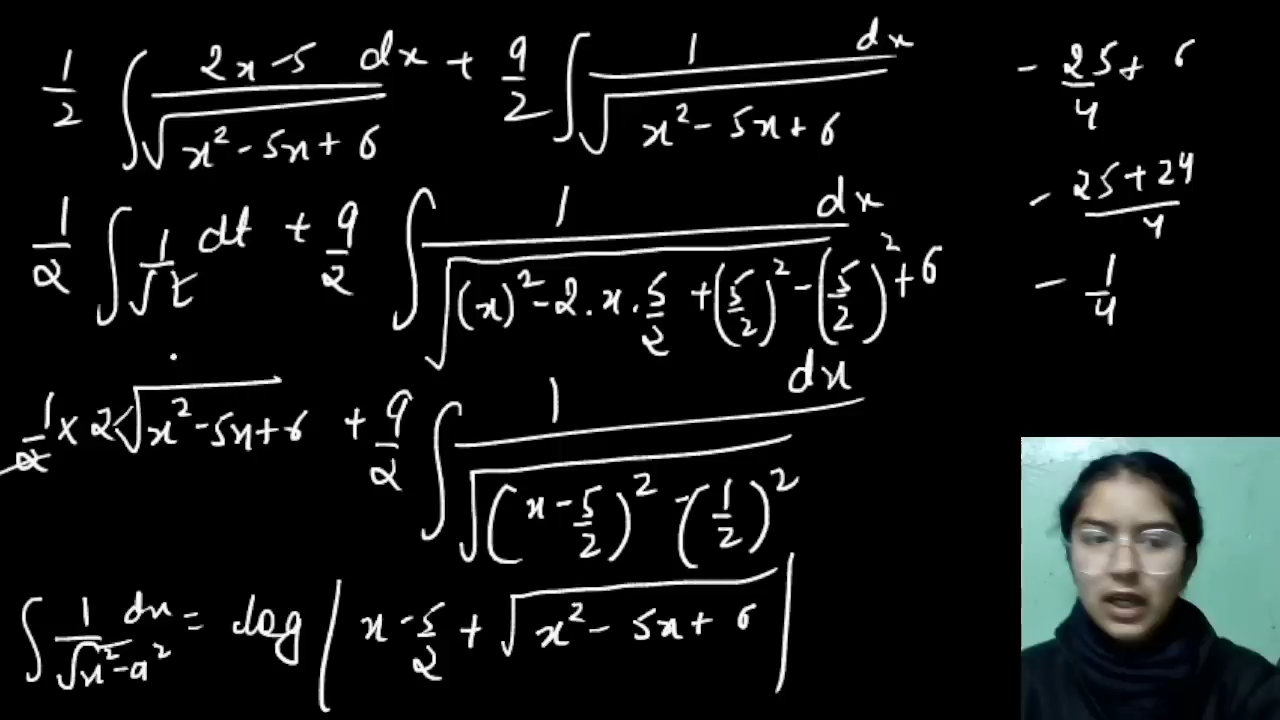 1/2 ∫ 2x-5/√x²-5x+6 dx + 9/2 ∫ 1/√x²-5x+6 dx
1/2 ∫ 1/√t dt + 9/2 ∫ 1/√(x)²-2.x.5/2+(5/2)²-(5/2)²+6 dx
1/2 × 2√x²-5x+6 + 9/2 ∫ 1/√(x-5/2)²-(1/2)² dx
∫ 1/√x²-a² dx = log | x-5/2 + √x²-5x+6 |
- 25/4 + 6
- 25+24/4
- 1/4